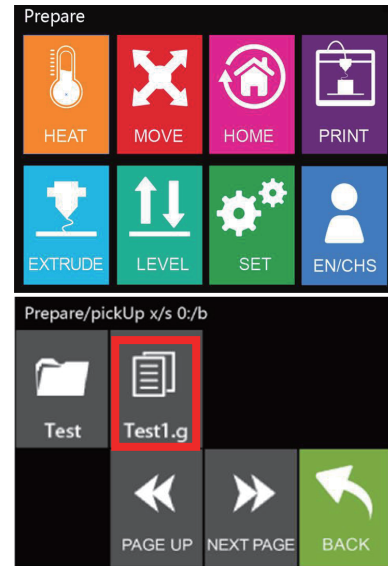 Prepare
HEAT MOVE HOME PRINT
EXTRUDE LEVEL SET EN/CHS
Prepare/pickUp x/s 0:/b
Test Test1.g
PAGE UP NEXT PAGE BACK